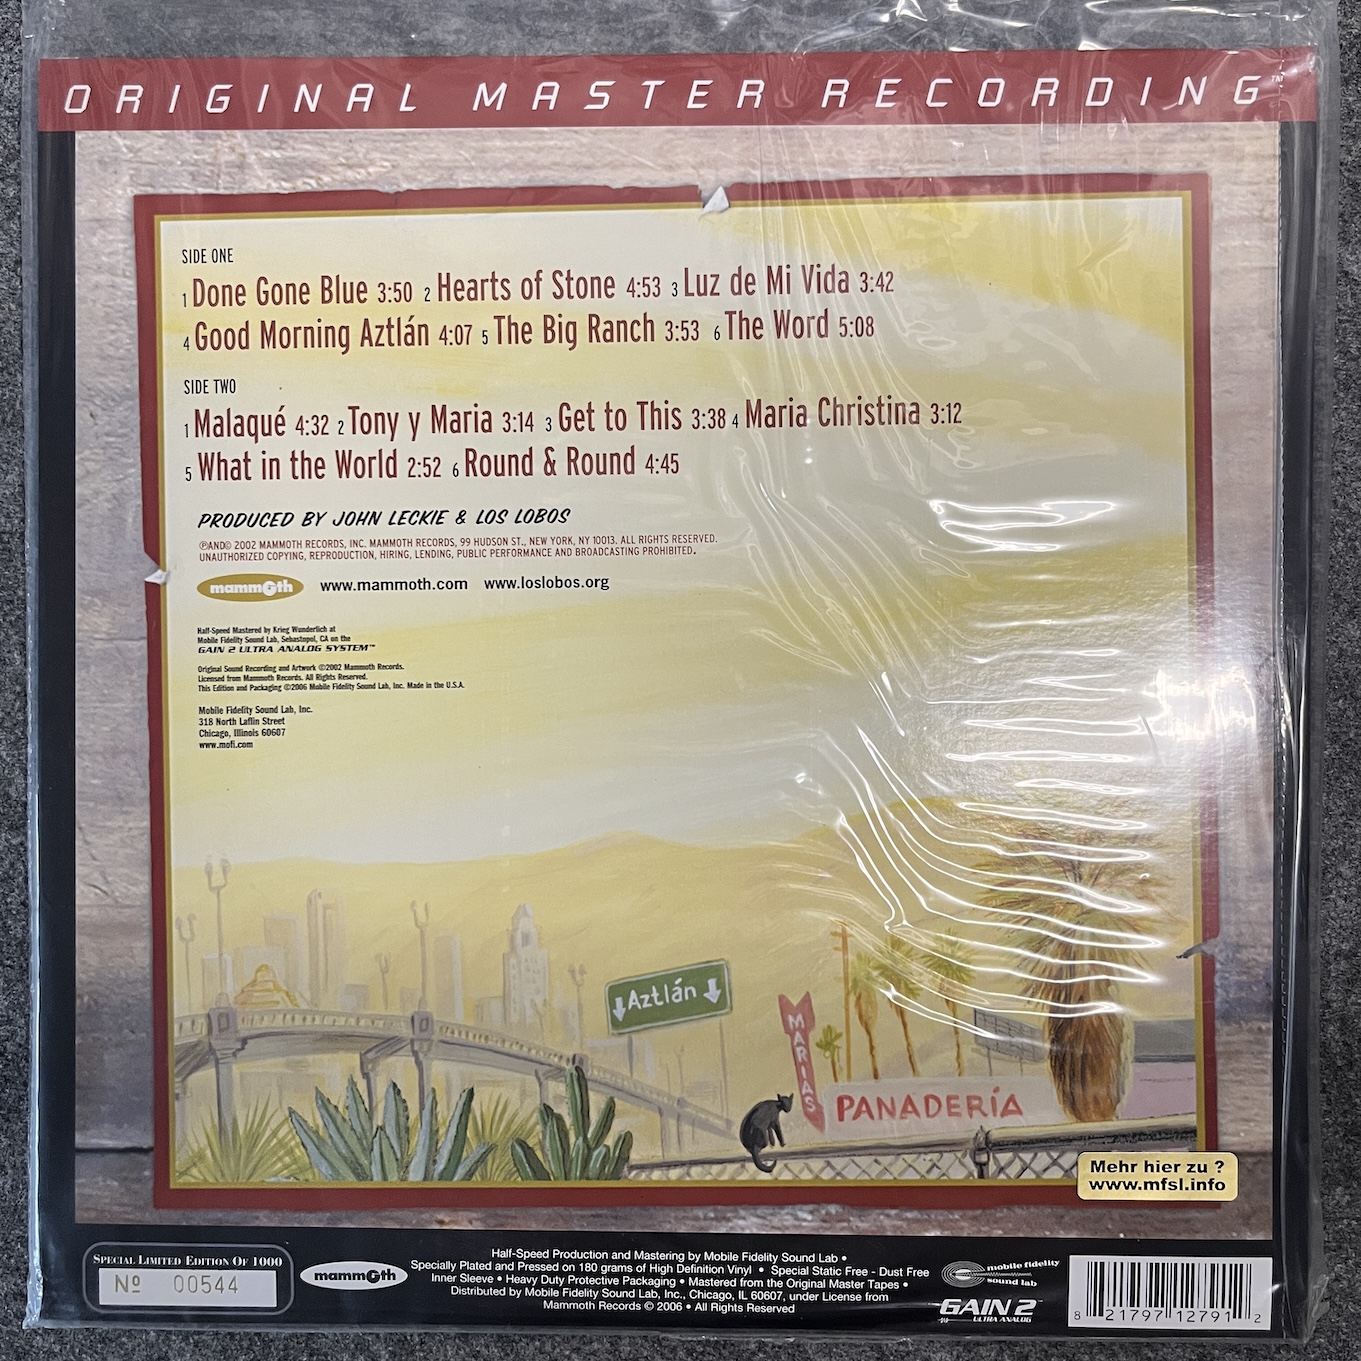 ORIGINAL MASTER RECORDING™
SIDE ONE
1 Done Gone Blue 3:50 2 Hearts of Stone 4:53 3 Luz de Mi Vida 3:42
4 Good Morning Aztlán 4:07 5 The Big Ranch 3:53 6 The Word 5:08
SIDE TWO
1 Malaqué 4:32 2 Tony y Maria 3:14 3 Get to This 3:38 4 Maria Christina 3:12
5 What in the World 2:52 6 Round & Round 4:45
PRODUCED BY JOHN LECKIE & LOS LOBOS
℗AND© 2002 MAMMOTH RECORDS, INC. MAMMOTH RECORDS, 99 HUDSON ST., NEW YORK, NY 10013. ALL RIGHTS RESERVED.
UNAUTHORIZED COPYING, REPRODUCTION, HIRING, LENDING, PUBLIC PERFORMANCE AND BROADCASTING PROHIBITED.
mammoth www.mammoth.com www.loslobos.org
Half-Speed Mastered by Krieg Wunderlich at
Mobile Fidelity Sound Lab, Sebastopol, CA on the
GAIN 2 ULTRA ANALOG SYSTEM™
Original Sound Recording and Artwork ©2002 Mammoth Records.
Licensed from Mammoth Records. All Rights Reserved.
This Edition and Packaging ©2006 Mobile Fidelity Sound Lab, Inc. Made in the U.S.A.
Mobile Fidelity Sound Lab, Inc.
318 North Laflin Street
Chicago, Illinois 60607
www.mofi.com
Aztlán
MARIAS
PANADERÍA
Mehr hier zu ?
www.mfsl.info
SPECIAL LIMITED EDITION OF 1000
Nº 00544
mammoth
Half-Speed Production and Mastering by Mobile Fidelity Sound Lab •
Specially Plated and Pressed on 180 grams of High Definition Vinyl • Special Static Free - Dust Free
Inner Sleeve • Heavy Duty Protective Packaging • Mastered from the Original Master Tapes •
Distributed by Mobile Fidelity Sound Lab, Inc., Chicago, IL 60607, under License from
Mammoth Records © 2006 • All Rights Reserved
mobile fidelity
sound lab
GAIN 2™
ULTRA ANALOG
8 21797 12791 2